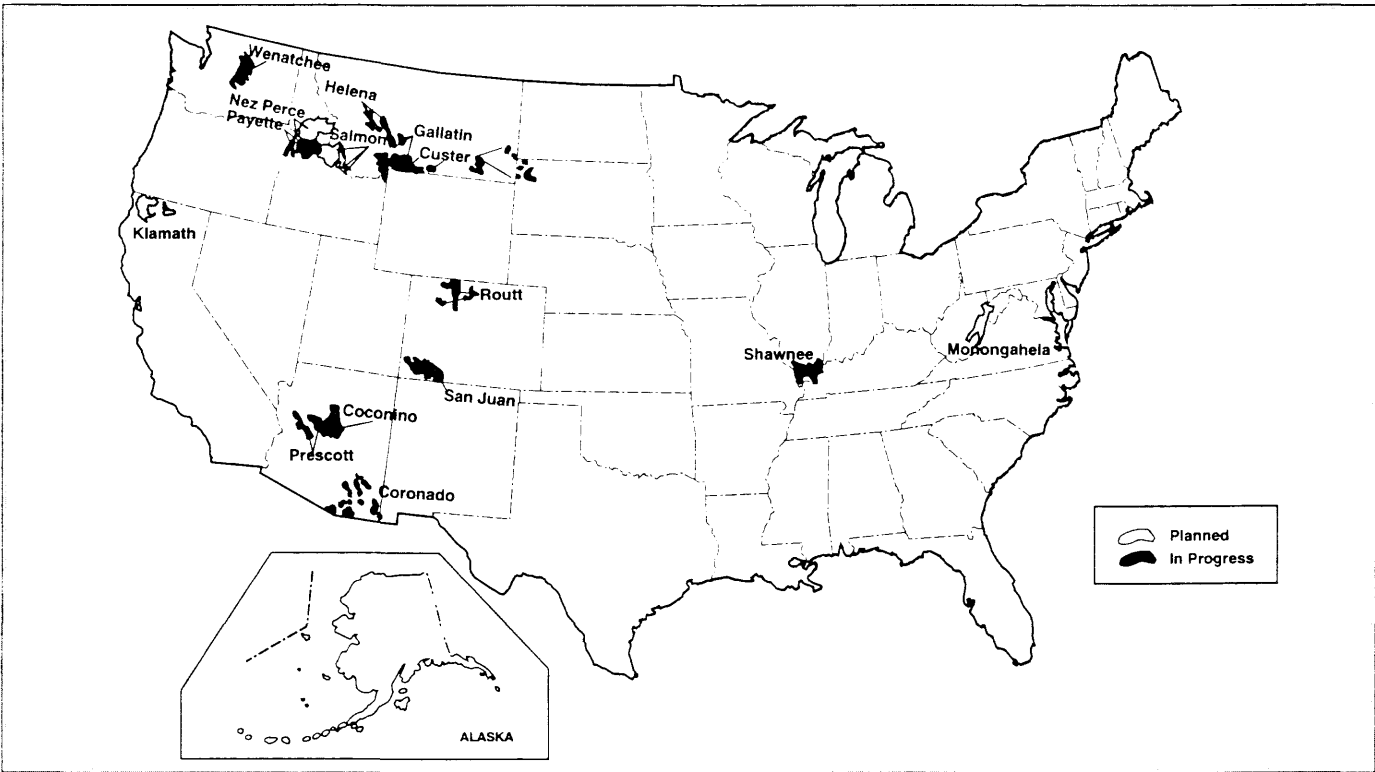 Wenatchee
Helena
Nez Perce
Payette
Salmon
Gallatin
Custer
Klamath
Routt
Shawnee
Monongahela
San Juan
Coconino
Prescott
Coronado
Planned
In Progress
ALASKA